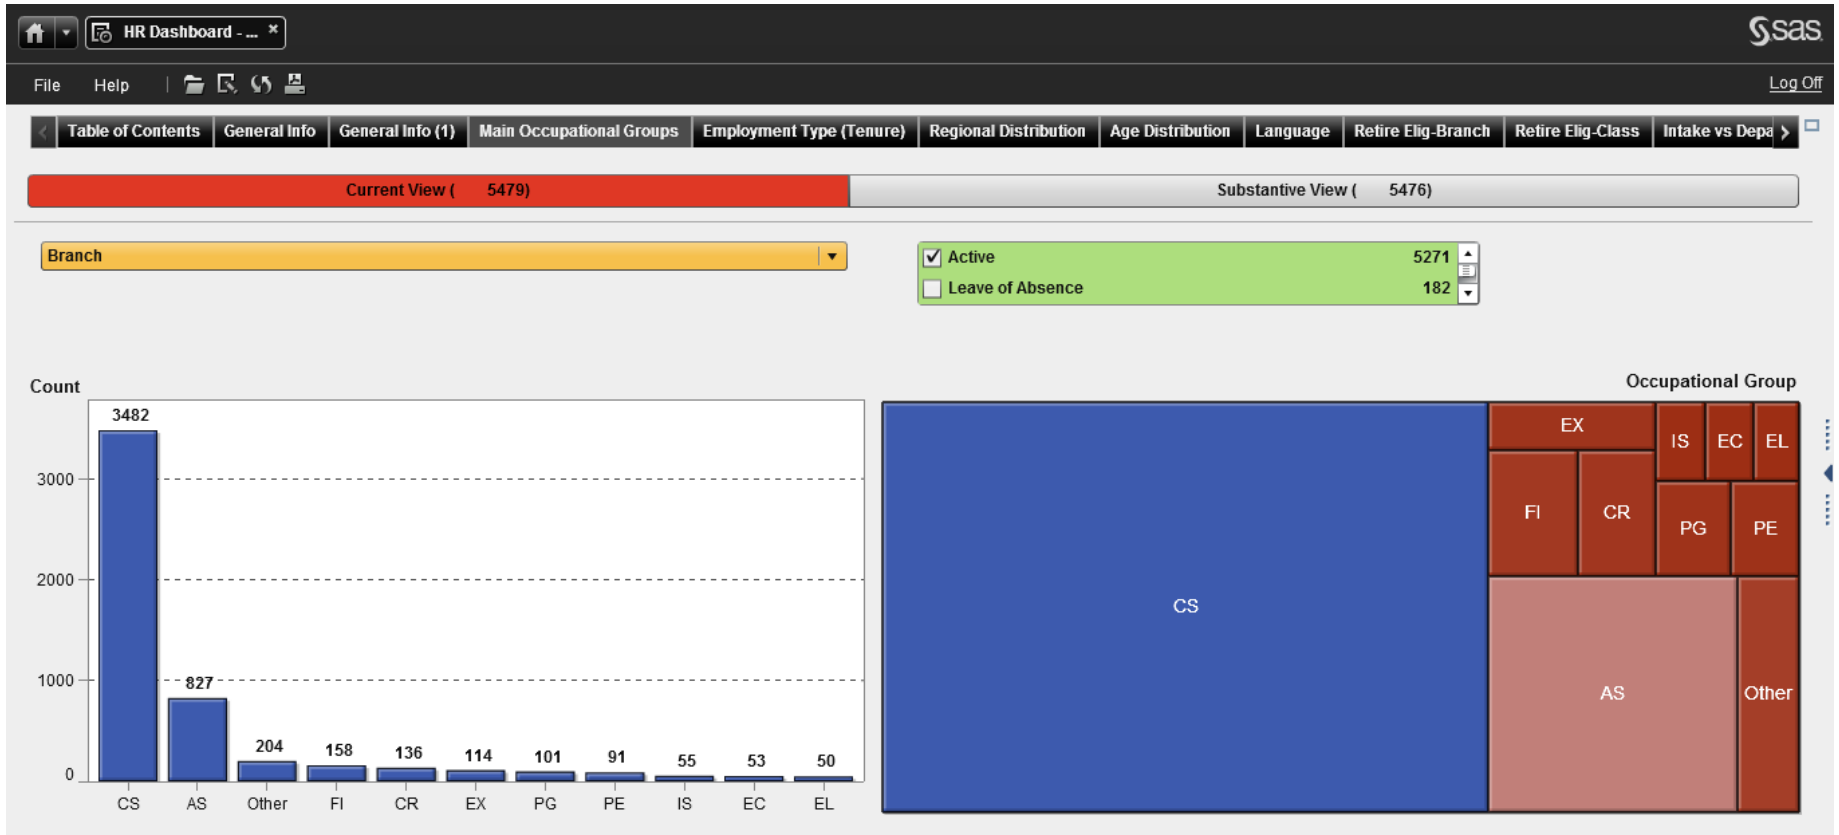 HR Dashboard - ... ×
sas
File Help Log Off
Table of Contents General Info General Info (1) Main Occupational Groups Employment Type (Tenure) Regional Distribution Age Distribution Language Retire Elig-Branch Retire Elig-Class Intake vs Depa
Current View ( 5479) Substantive View ( 5476)
Branch
Active 5271
Leave of Absence 182
Count
3482
3000
2000
1000
827
204
158
136
114
101
91
55
53
50
0
CS AS Other FI CR EX PG PE IS EC EL
Occupational Group
CS
EX
IS
EC
EL
FI
CR
PG
PE
AS
Other